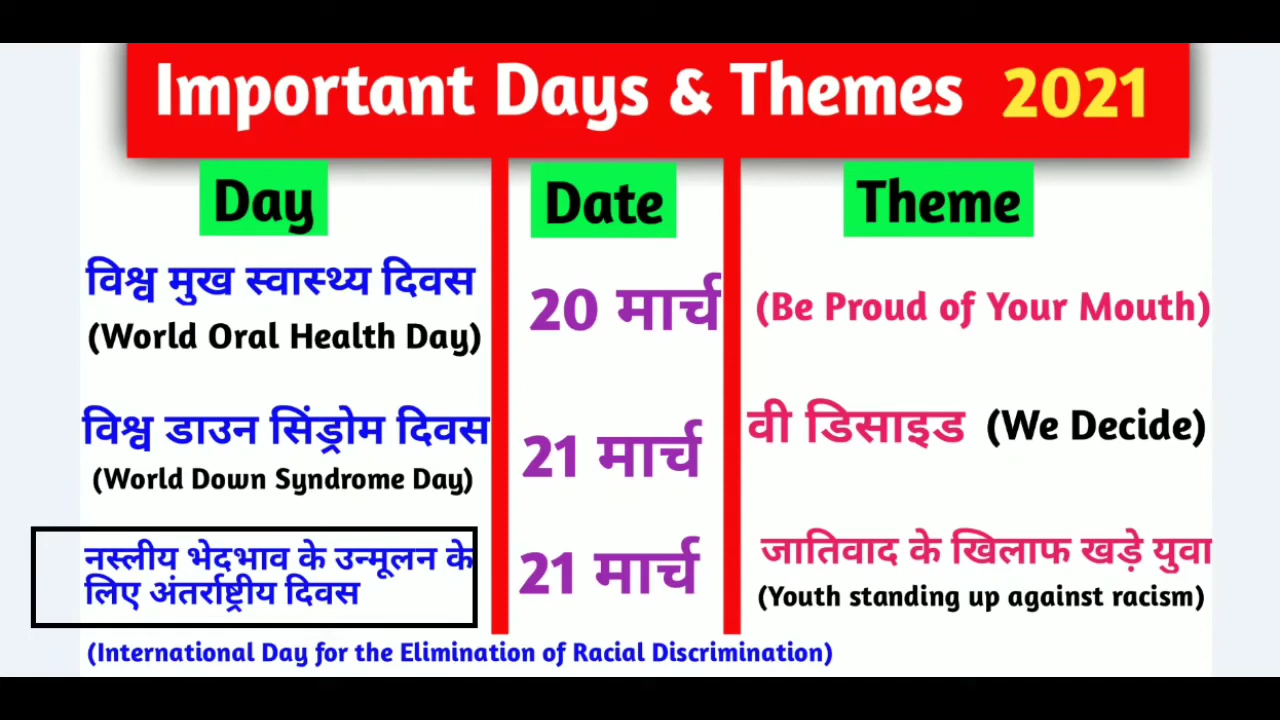 Important Days & Themes 2021
Day Date Theme
विश्व मुख स्वास्थ्य दिवस
(World Oral Health Day)
20 मार्च
(Be Proud of Your Mouth)
विश्व डाउन सिंड्रोम दिवस
(World Down Syndrome Day)
21 मार्च
वी डिसाइड (We Decide)
नस्लीय भेदभाव के उन्मूलन के
लिए अंतर्राष्ट्रीय दिवस
(International Day for the Elimination of Racial Discrimination)
21 मार्च
जातिवाद के खिलाफ खड़े युवा
(Youth standing up against racism)